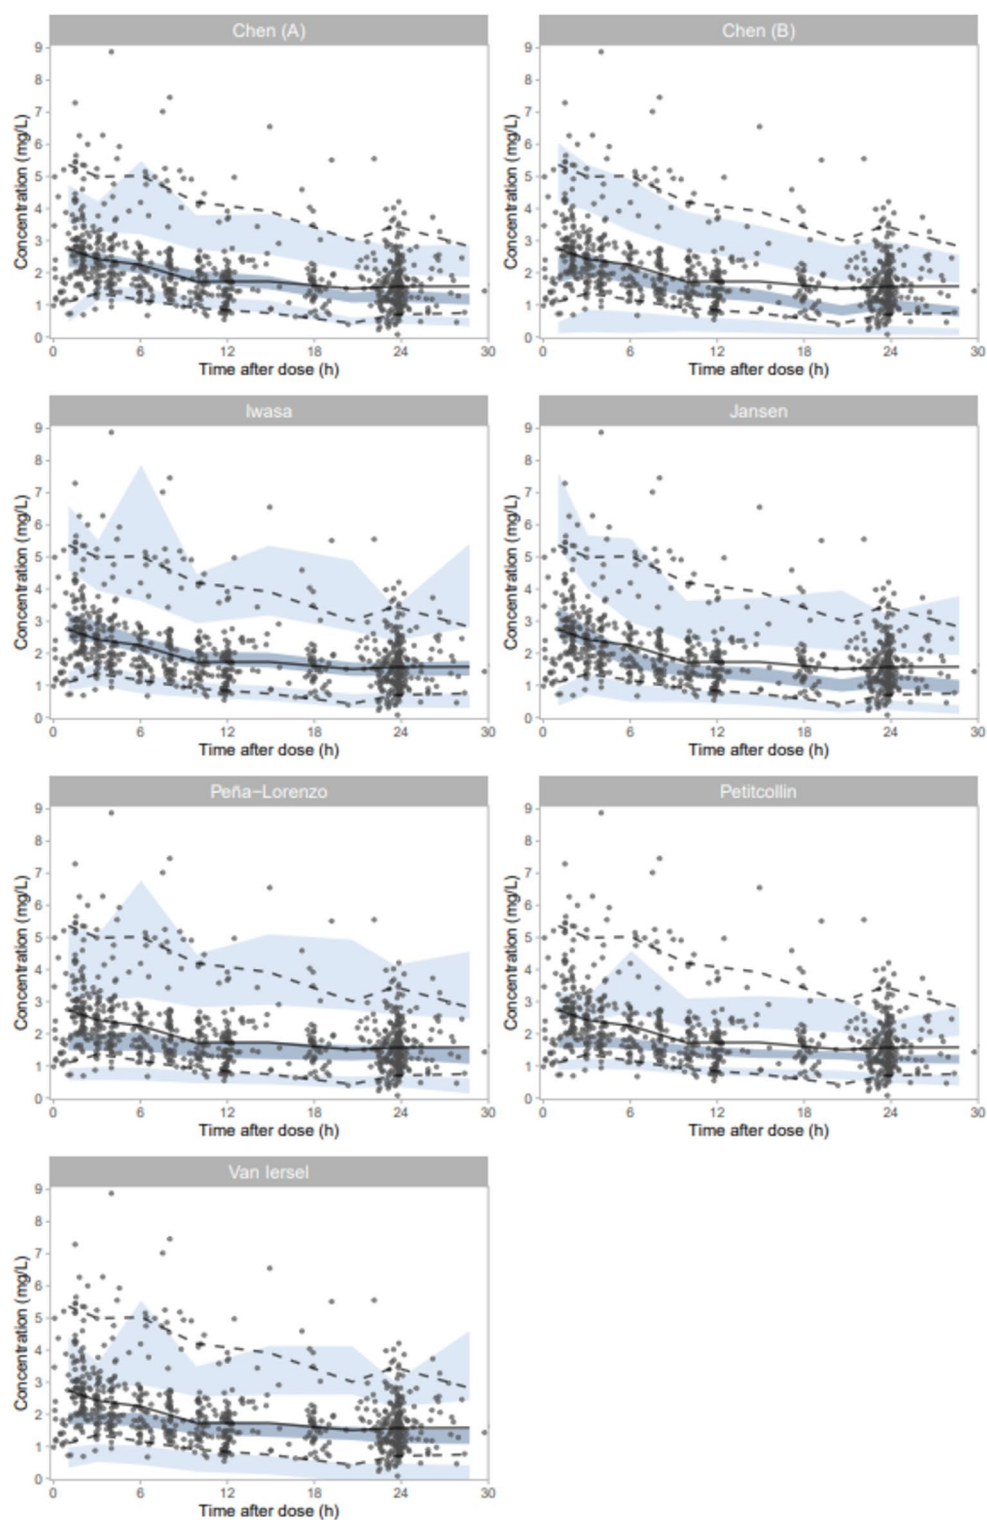 Chen (A)
Chen (B)
Concentration (mg/L)
9
8
7
6
5
4
3
2
1
0
0 6 12 18 24 30
Time after dose (h)
Concentration (mg/L)
9
8
7
6
5
4
3
2
1
0
0 6 12 18 24 30
Time after dose (h)
Iwasa
Jansen
Concentration (mg/L)
9
8
7
6
5
4
3
2
1
0
0 6 12 18 24 30
Time after dose (h)
Concentration (mg/L)
9
8
7
6
5
4
3
2
1
0
0 6 12 18 24 30
Time after dose (h)
Peña−Lorenzo
Petitcollin
Concentration (mg/L)
9
8
7
6
5
4
3
2
1
0
0 6 12 18 24 30
Time after dose (h)
Concentration (mg/L)
9
8
7
6
5
4
3
2
1
0
0 6 12 18 24 30
Time after dose (h)
Van Iersel
Concentration (mg/L)
9
8
7
6
5
4
3
2
1
0
0 6 12 18 24 30
Time after dose (h)